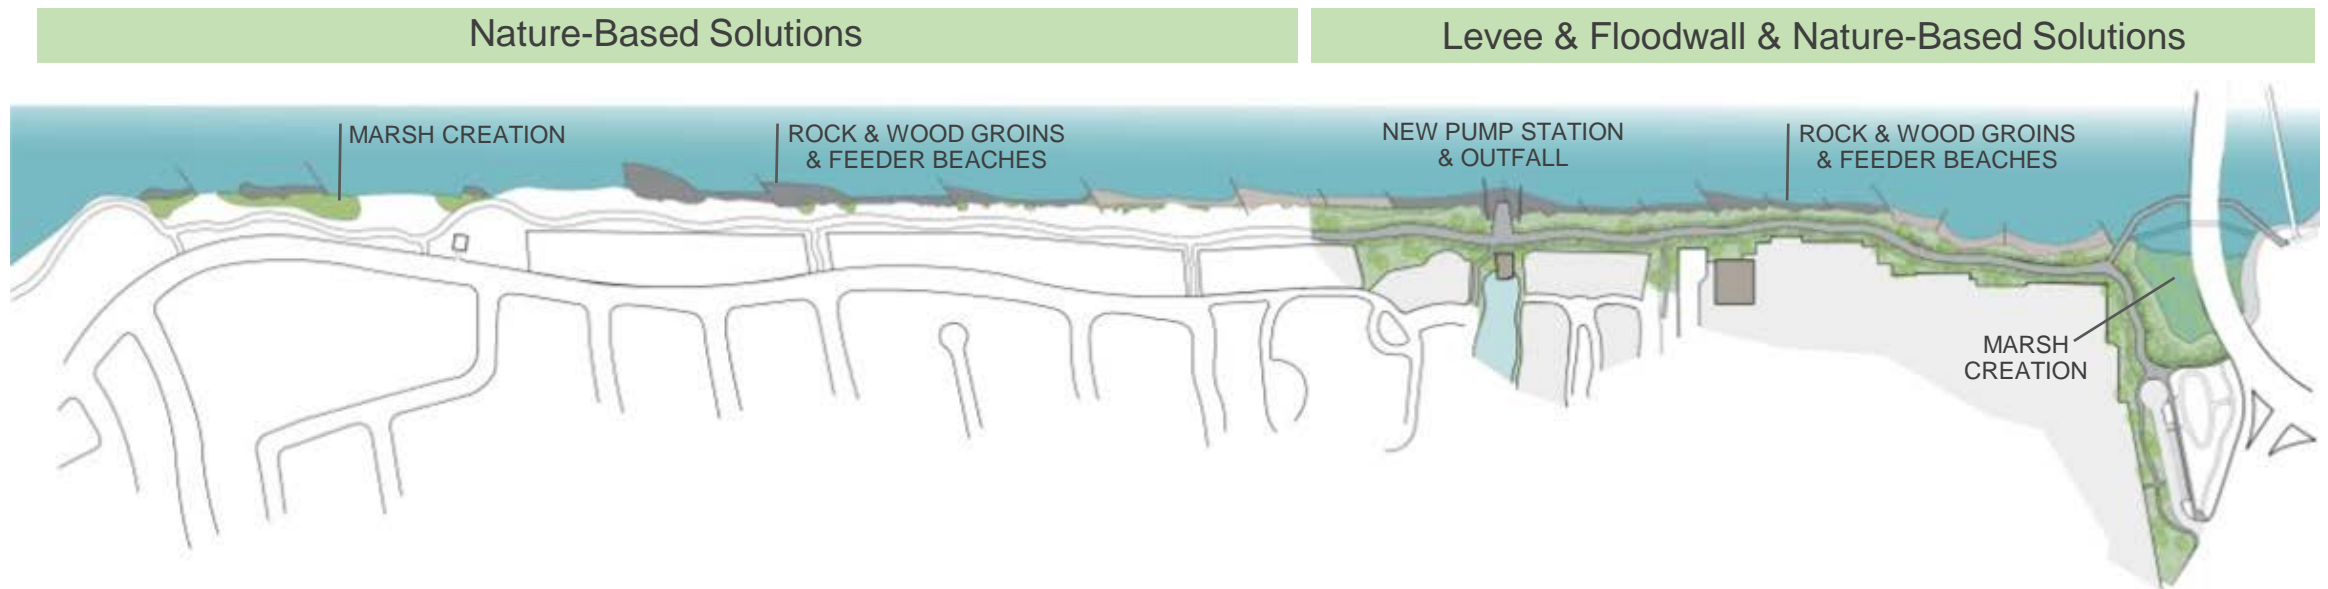 Nature-Based Solutions
Levee & Floodwall & Nature-Based Solutions
MARSH CREATION
ROCK & WOOD GROINS
& FEEDER BEACHES
NEW PUMP STATION
& OUTFALL
ROCK & WOOD GROINS
& FEEDER BEACHES
MARSH
CREATION